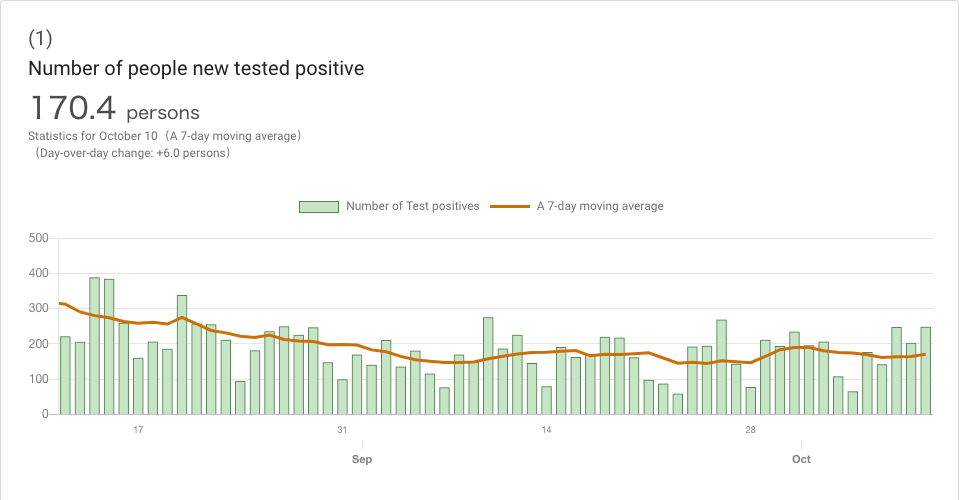 (1)
Number of people new tested positive
170.4 persons
Statistics for October 10（A 7-day moving average）
（Day-over-day change: +6.0 persons）
Number of Test positives A 7-day moving average
500
400
300
200
100
0
17 31 14 28
Sep Oct